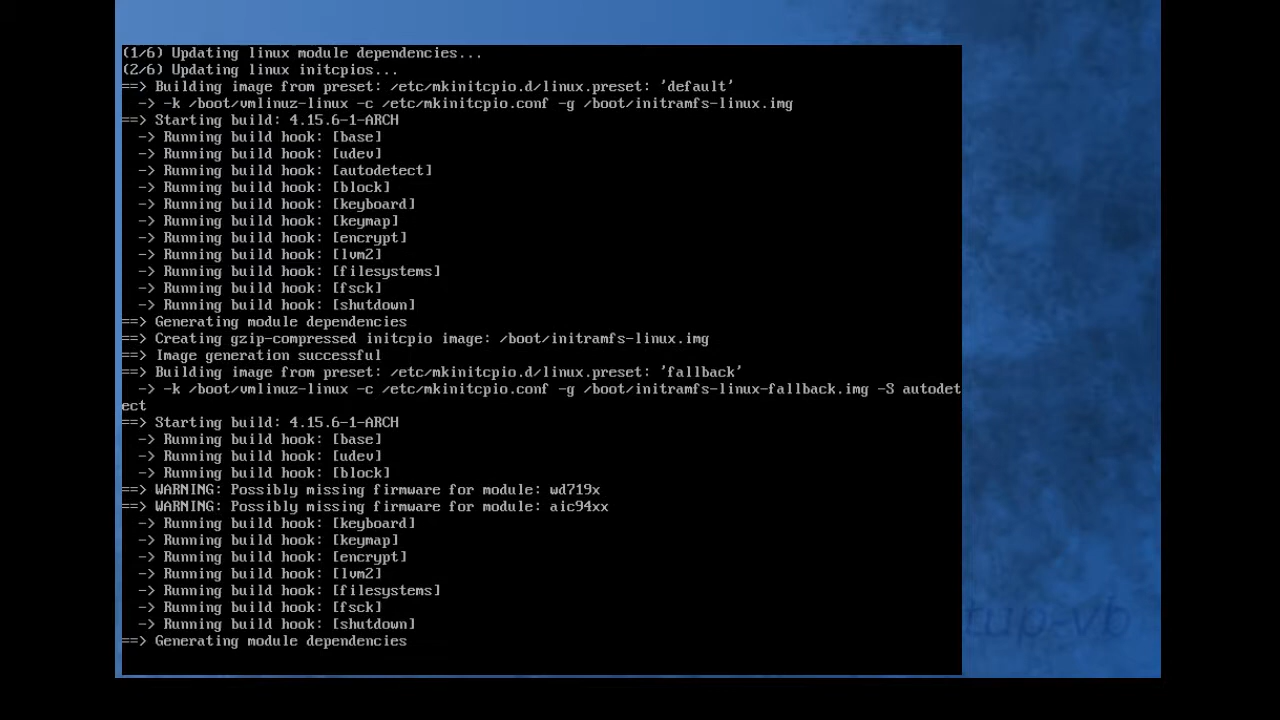 (1/6) Updating linux module dependencies...
(2/6) Updating linux initcpios...
==> Building image from preset: /etc/mkinitcpio.d/linux.preset: 'default'
  -> -k /boot/vmlinuz-linux -c /etc/mkinitcpio.conf -g /boot/initramfs-linux.img
==> Starting build: 4.15.6-1-ARCH
  -> Running build hook: [base]
  -> Running build hook: [udev]
  -> Running build hook: [autodetect]
  -> Running build hook: [block]
  -> Running build hook: [keyboard]
  -> Running build hook: [keymap]
  -> Running build hook: [encrypt]
  -> Running build hook: [lvm2]
  -> Running build hook: [filesystems]
  -> Running build hook: [fsck]
  -> Running build hook: [shutdown]
==> Generating module dependencies
==> Creating gzip-compressed initcpio image: /boot/initramfs-linux.img
==> Image generation successful
==> Building image from preset: /etc/mkinitcpio.d/linux.preset: 'fallback'
  -> -k /boot/vmlinuz-linux -c /etc/mkinitcpio.conf -g /boot/initramfs-linux-fallback.img -S autodet
ect
==> Starting build: 4.15.6-1-ARCH
  -> Running build hook: [base]
  -> Running build hook: [udev]
  -> Running build hook: [block]
==> WARNING: Possibly missing firmware for module: wd719x
==> WARNING: Possibly missing firmware for module: aic94xx
  -> Running build hook: [keyboard]
  -> Running build hook: [keymap]
  -> Running build hook: [encrypt]
  -> Running build hook: [lvm2]
  -> Running build hook: [filesystems]
  -> Running build hook: [fsck]
  -> Running build hook: [shutdown]
==> Generating module dependencies
tup-vb